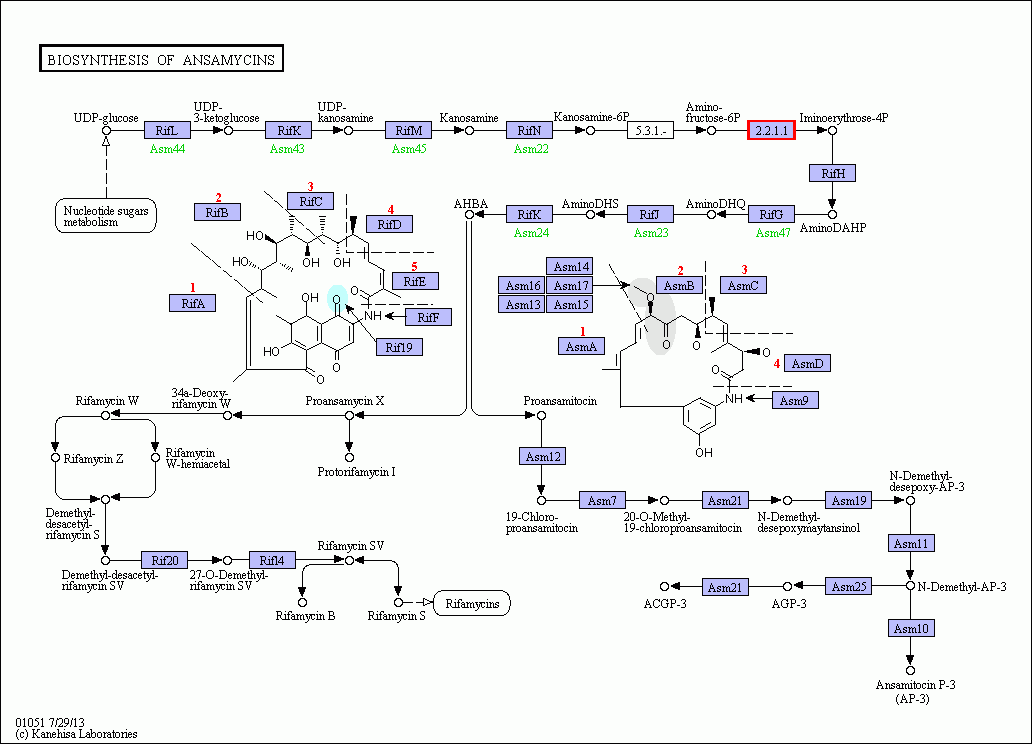 BIOSYNTHESIS OF ANSAMYCINS
UDP-glucose
UDP-
3-ketoglucose
UDP-
kanosamine
Kanosamine
Kanosamine-6P
Amino-
fructose-6P
Iminoerythrose-4P
RifL
RifK
RifM
RifN
5.3.1.-
2.2.1.1
Asm44
Asm43
Asm45
Asm22
RifH
Nucleotide sugars
metabolism
AHBA
RifK
AminoDHS
RifJ
AminoDHQ
RifG
AminoDAHP
Asm24
Asm23
Asm47
1
RifA
2
RifB
3
RifC
4
RifD
5
RifE
RifF
Rif19
HO
OH
OH
HO
OH
O
O
NH
HO
O
O
Asm14
Asm16
Asm17
Asm13
Asm15
1
AsmA
2
AsmB
3
AsmC
4
AsmD
Asm9
O
O
O
O
O
NH
OH
Rifamycin W
34a-Deoxy-
rifamycin W
Proansamycin X
Proansamitocin
Rifamycin Z
Rifamycin
W-hemiacetal
Protorifamycin I
Asm12
Demethyl-
desacetyl-
rifamycin S
19-Chloro-
proansamitocin
Asm7
20-O-Methyl-
19-chloroproansamitocin
Asm21
N-Demethyl-
desepoxymaytansinol
Asm19
N-Demethyl-
desepoxy-AP-3
Asm11
Demethyl-desacetyl-
rifamycin SV
Rif20
27-O-Demethyl-
rifamycin SV
Rif14
Rifamycin SV
Rifamycin B
Rifamycin S
Rifamycins
ACGP-3
Asm21
AGP-3
Asm25
N-Demethyl-AP-3
Asm10
Ansamitocin P-3
(AP-3)
01051 7/29/13
(c) Kanehisa Laboratories